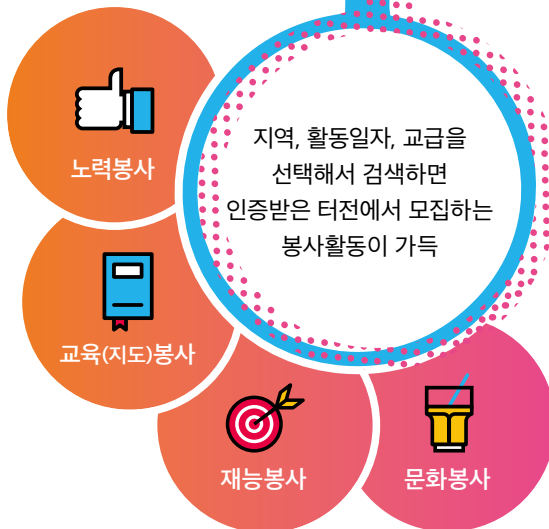 지역, 활동일자, 교급을
선택해서 검색하면
인증받은 터전에서 모집하는
봉사활동이 가득
노력봉사
교육(지도)봉사
재능봉사
문화봉사